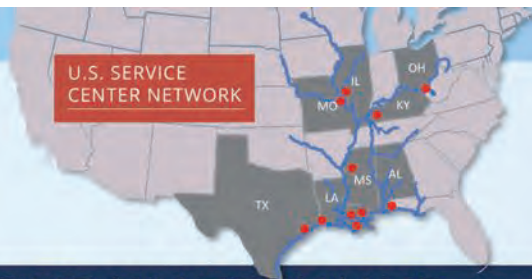 U.S. SERVICE
CENTER NETWORK
OH
IL
MO
KY
MS
AL
LA
TX